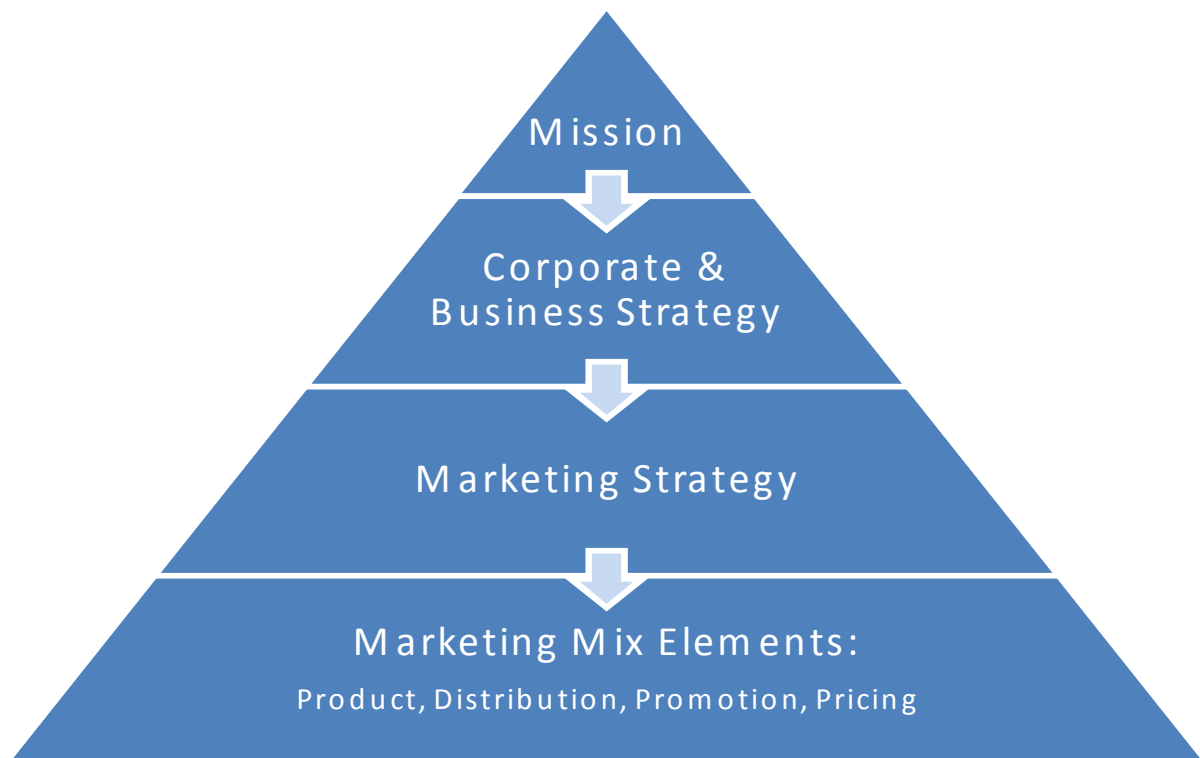 Mission
Corporate &
Business Strategy
Marketing Strategy
Marketing Mix Elements:
Product, Distribution, Promotion, Pricing